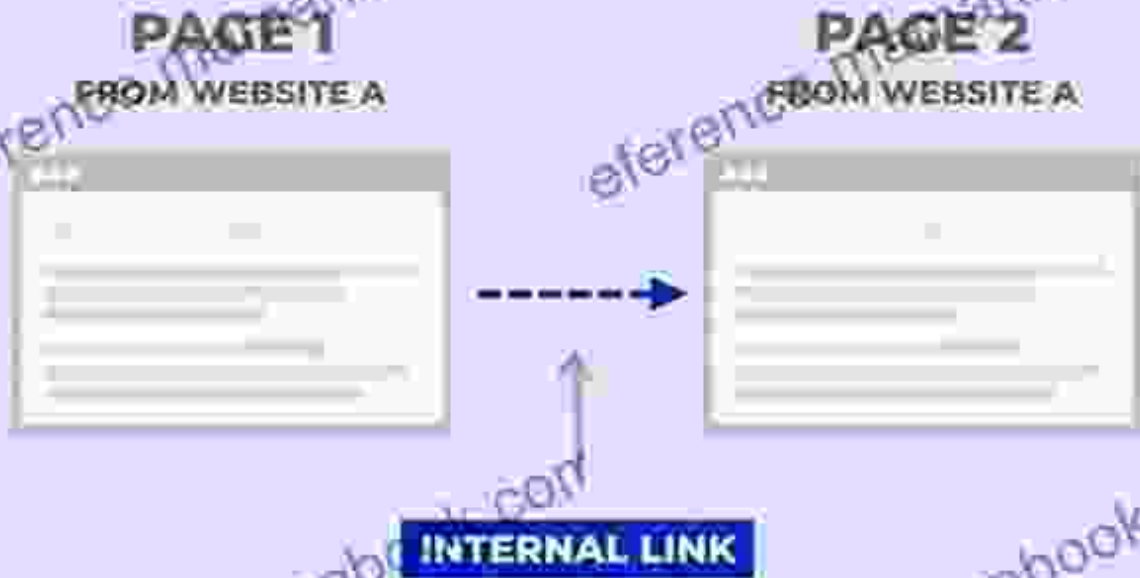 PAGE 1
FROM WEBSITE A
PAGE 2
FROM WEBSITE A
INTERNAL LINK